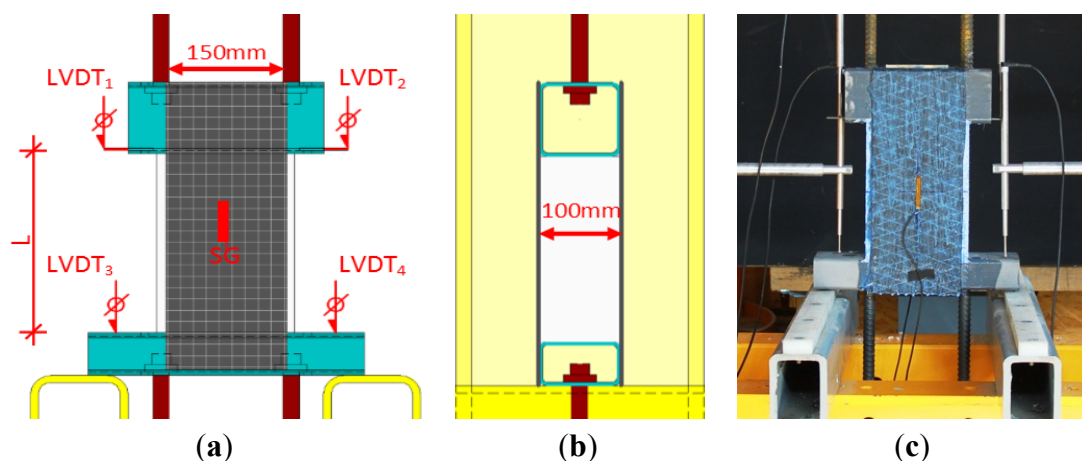 150mm
LVDT₁
LVDT₂
L
SG
LVDT₃
LVDT₄
100mm
(a)
(b)
(c)